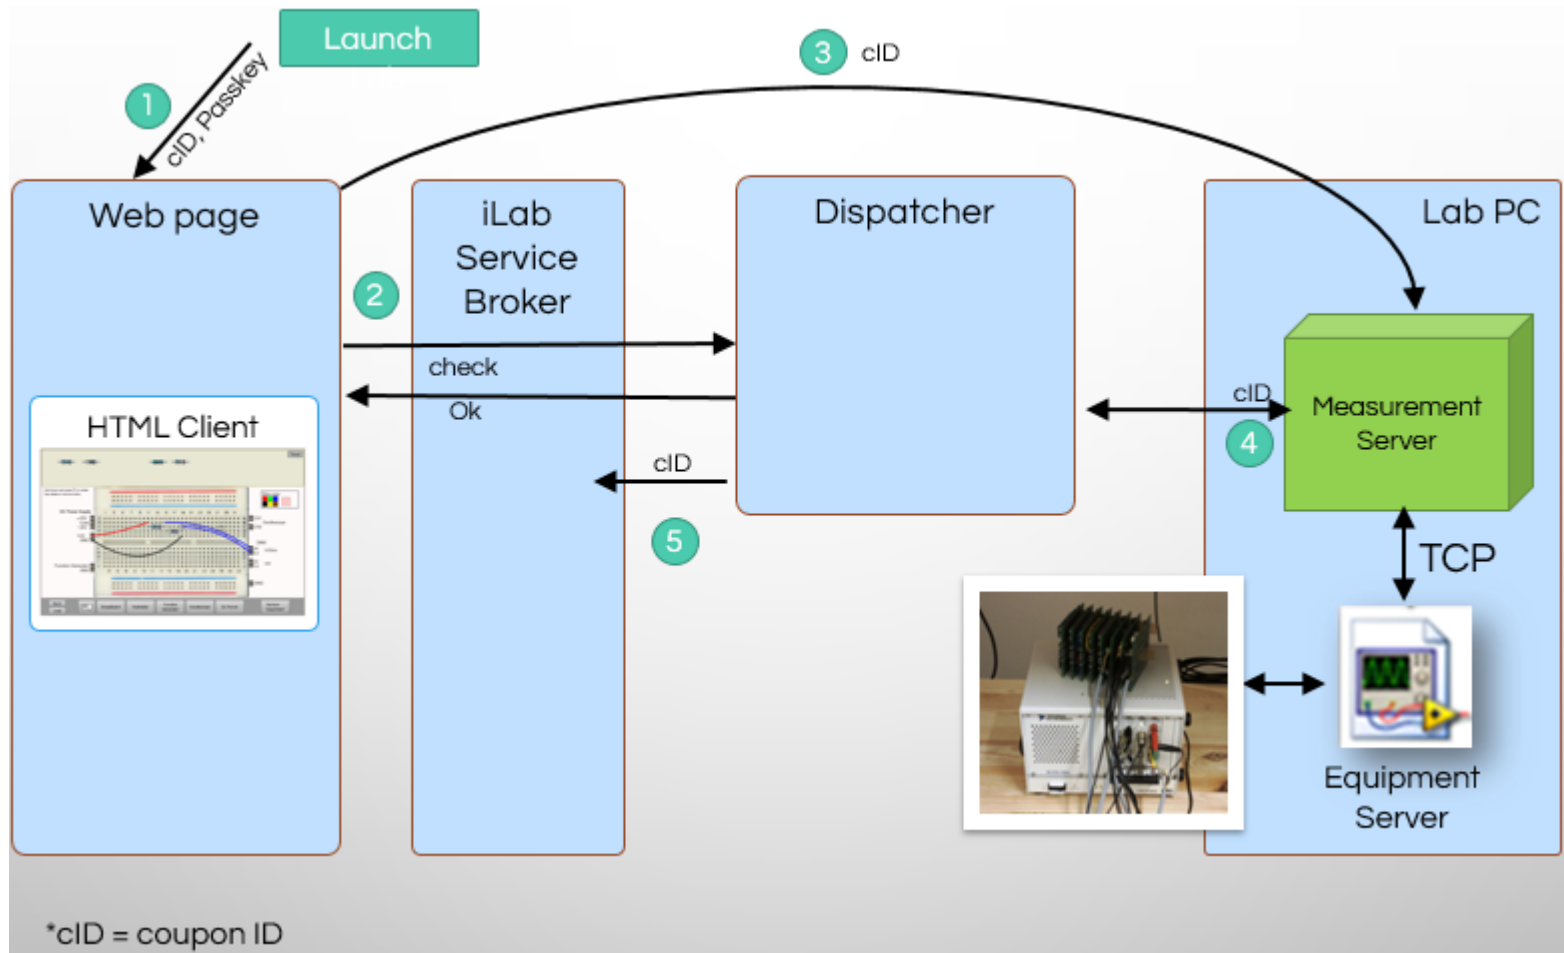 Launch
1
cID, Passkey
3
cID
Web page
iLab
Service
Broker
Dispatcher
Lab PC
2
check
Ok
cID
5
cID
4
Measurement
Server
HTML Client
TCP
Equipment
Server
*cID = coupon ID